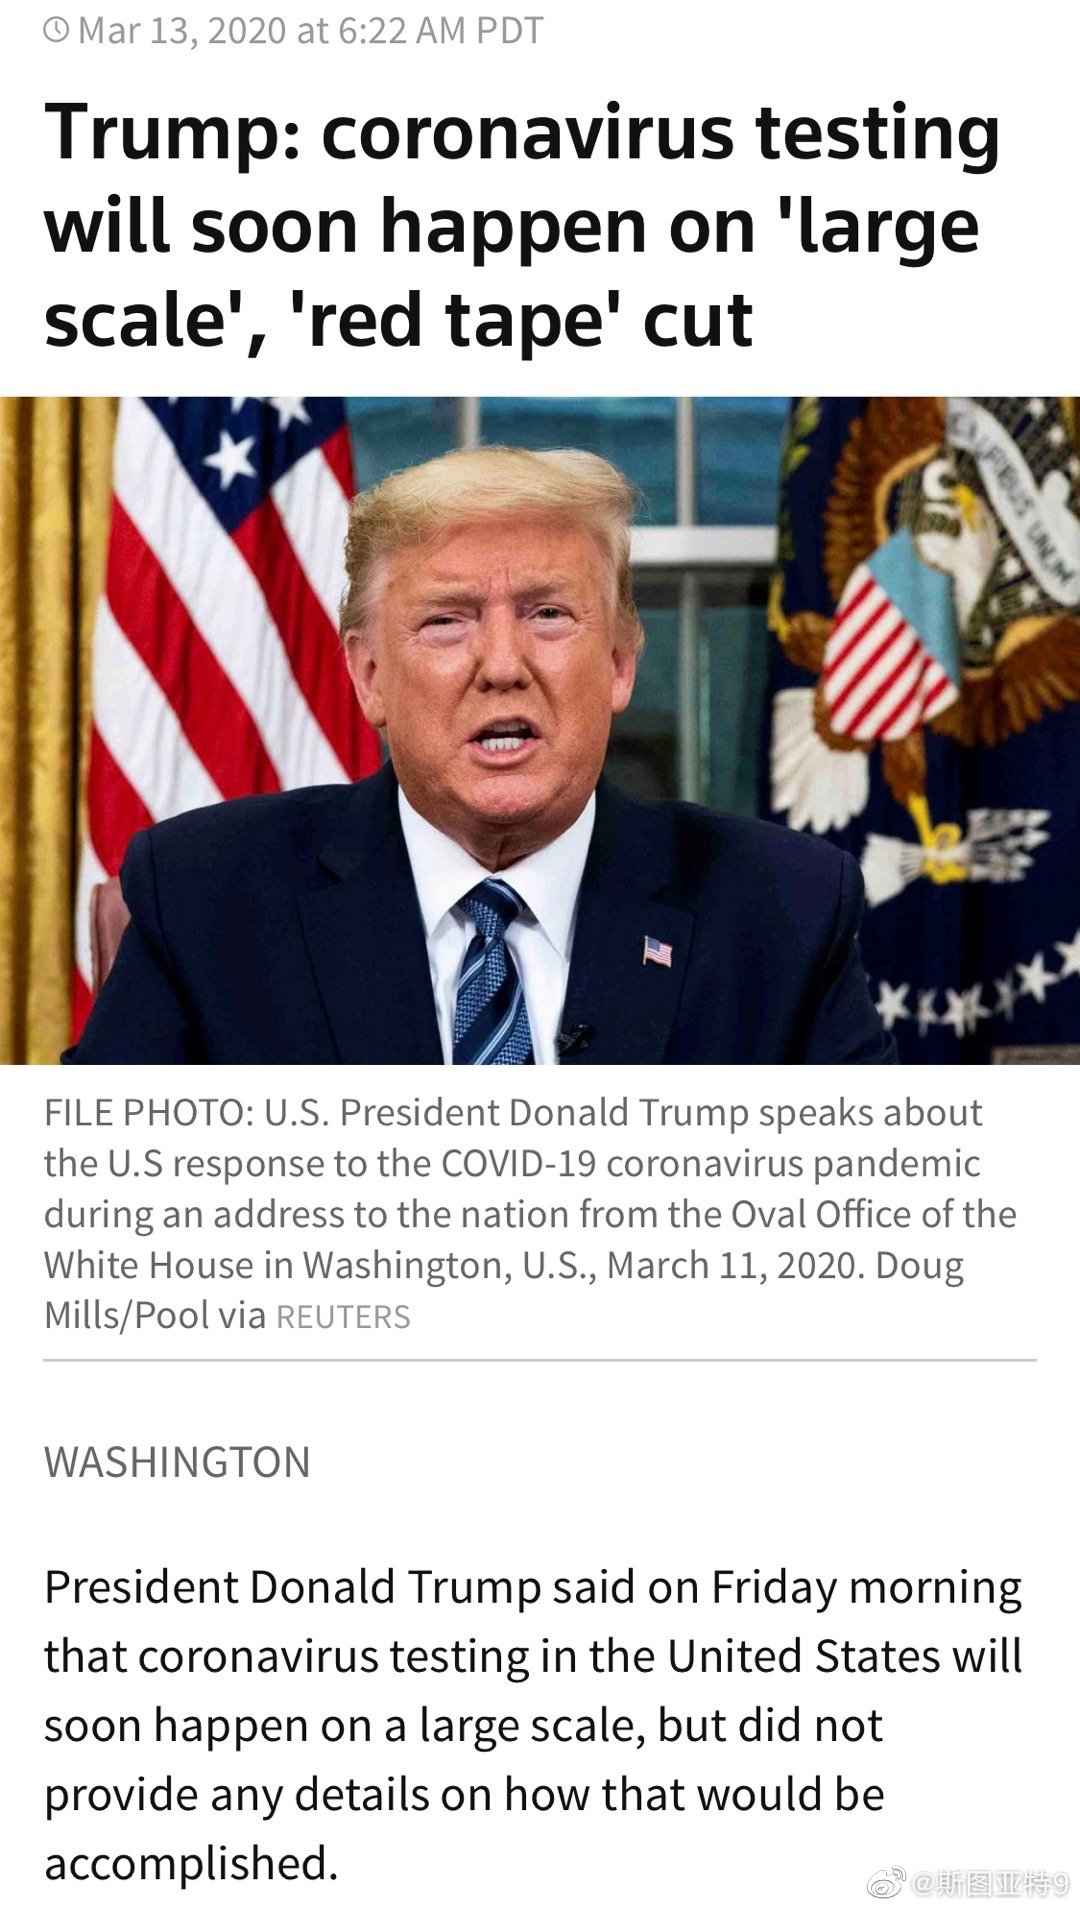 Mar 13, 2020 at 6:22 AM PDT
Trump: coronavirus testing
will soon happen on 'large
scale', 'red tape' cut
FILE PHOTO: U.S. President Donald Trump speaks about
the U.S response to the COVID-19 coronavirus pandemic
during an address to the nation from the Oval Office of the
White House in Washington, U.S., March 11, 2020. Doug
Mills/Pool via REUTERS
WASHINGTON
President Donald Trump said on Friday morning
that coronavirus testing in the United States will
soon happen on a large scale, but did not
provide any details on how that would be
accomplished.
@斯图亚特9